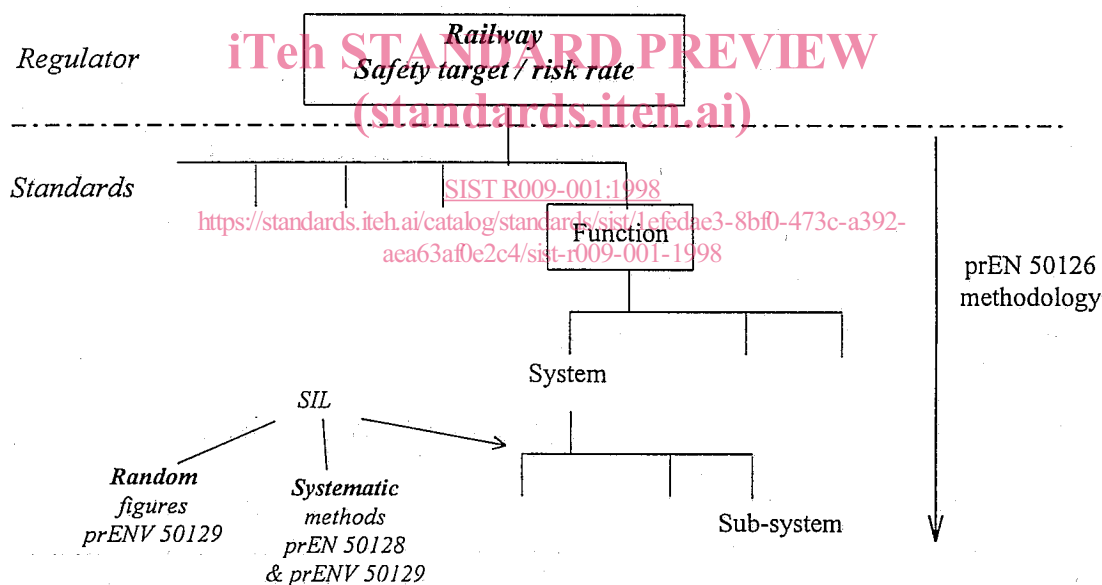 Regulator
Railway
Safety target / risk rate
iTeh STANDARD PREVIEW
(standards.iteh.ai)
Standards
SIST R009-001:1998
https://standards.iteh.ai/catalog/standards/sist/1efedae3-8bf0-473c-a392-
aea63af0e2c4/sist-r009-001-1998
Function
prEN 50126
methodology
System
SIL
Random
figures
prENV 50129
Systematic
methods
prEN 50128
& prENV 50129
Sub-system